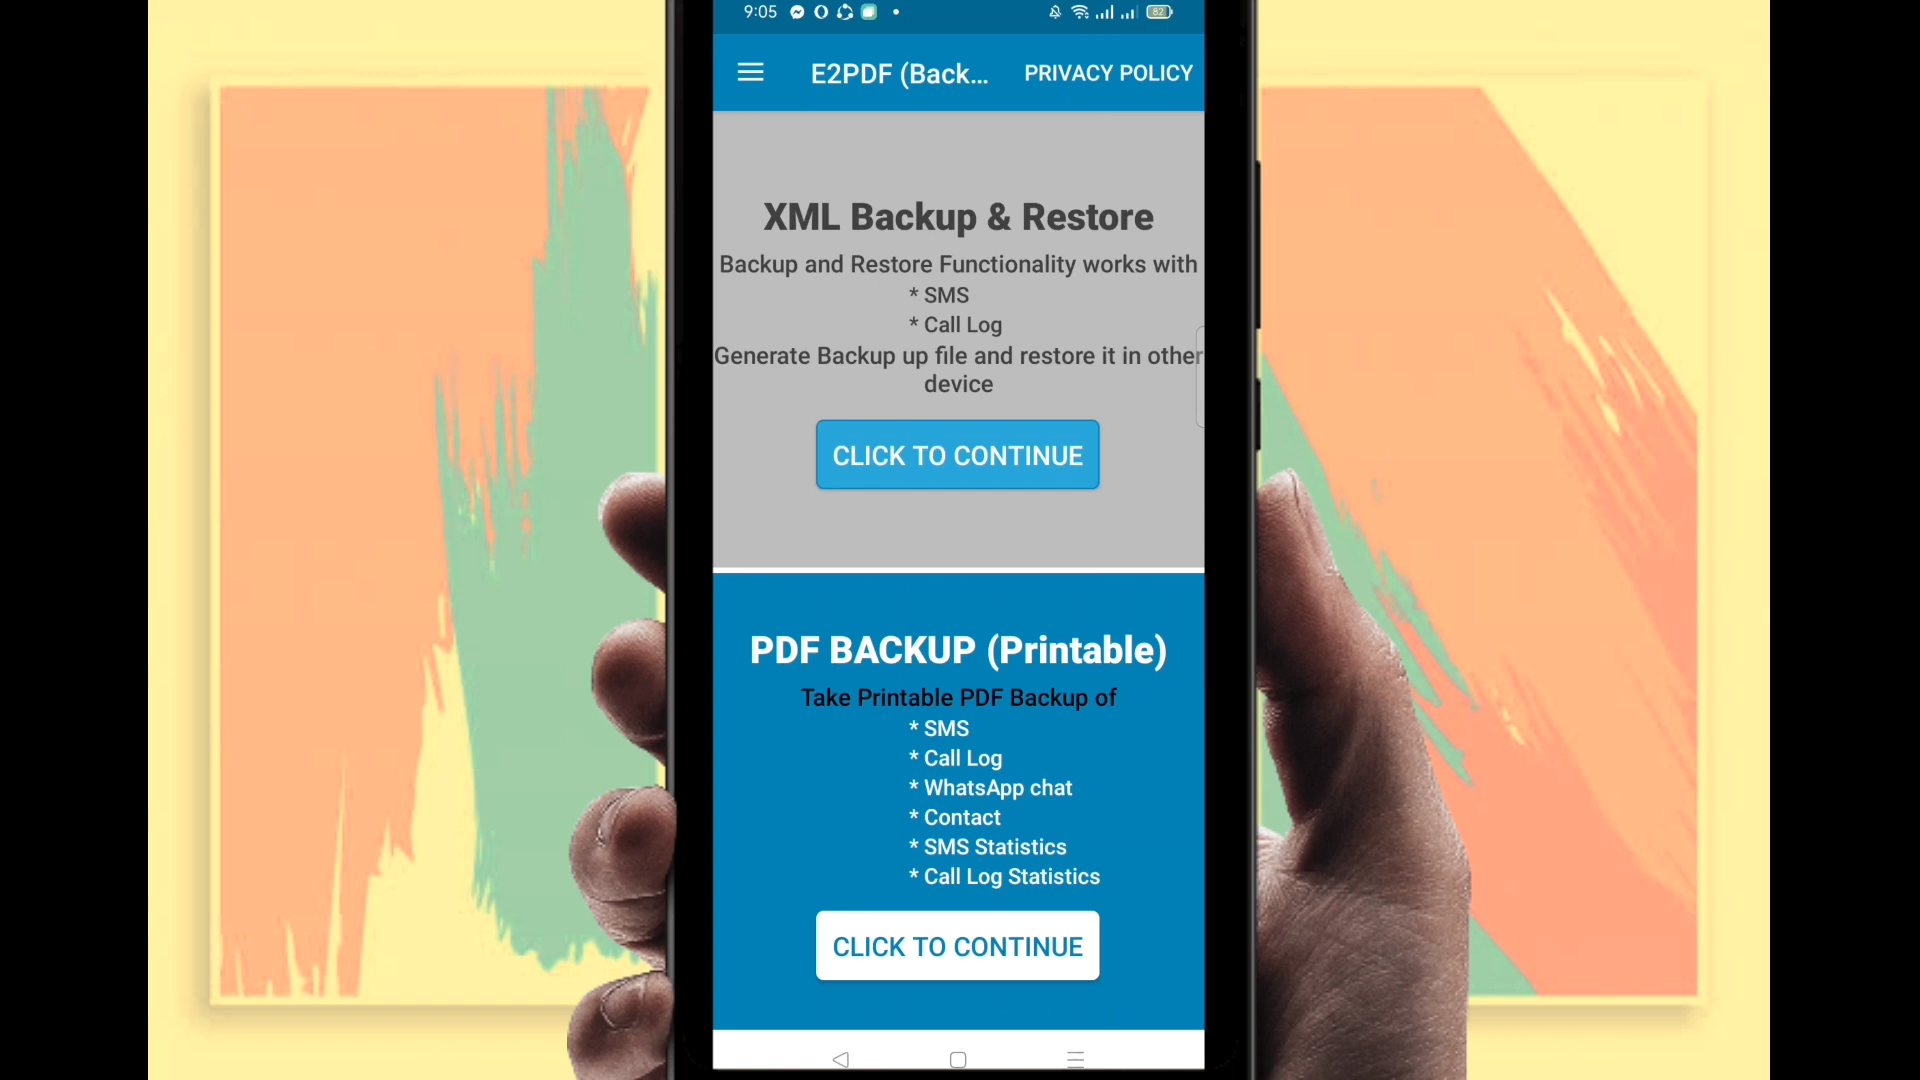 9:05
82
E2PDF (Back... PRIVACY POLICY
XML Backup & Restore
Backup and Restore Functionality works with
* SMS
* Call Log
Generate Backup up file and restore it in other
device
CLICK TO CONTINUE
PDF BACKUP (Printable)
Take Printable PDF Backup of
* SMS
* Call Log
* WhatsApp chat
* Contact
* SMS Statistics
* Call Log Statistics
CLICK TO CONTINUE